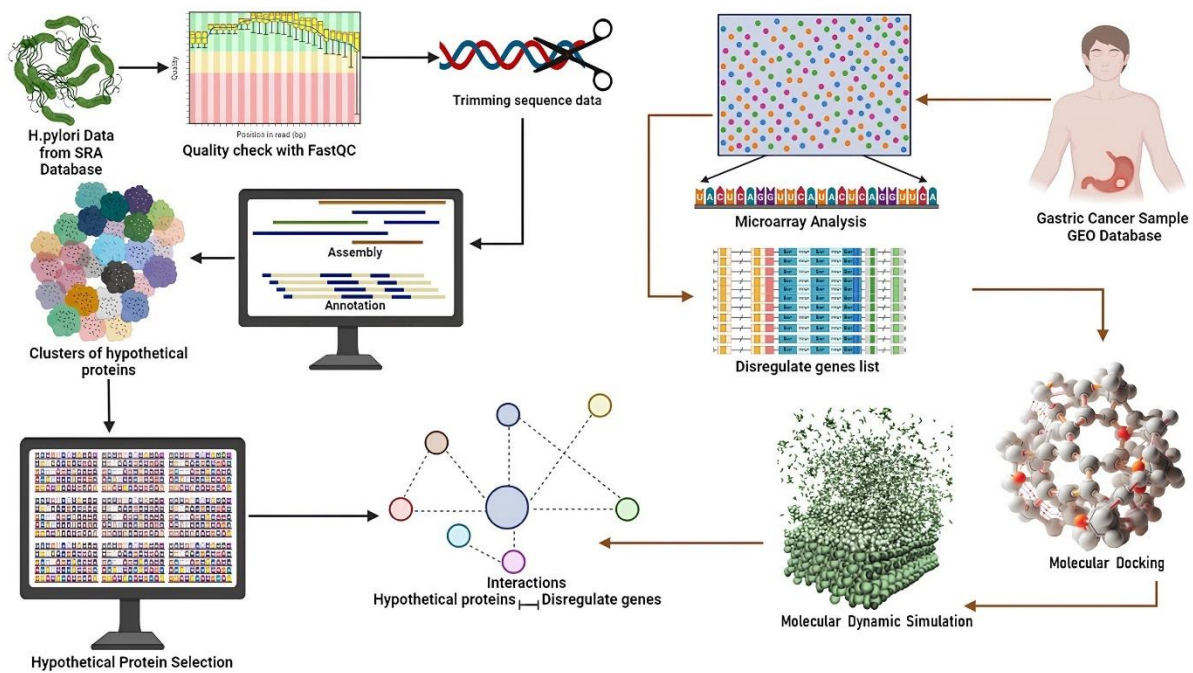 H.pylori Data
from SRA
Database
Quality
Position in read (bp)
Quality check with FastQC
Trimming sequence data
UACUCAGGUUCAUACUCAGGUUCA
Microarray Analysis
Gastric Cancer Sample
GEO Database
Assembly
Annotation
Clusters of hypothetical
proteins
Disregulate genes list
Molecular Docking
Interactions
Hypothetical proteins Disregulate genes
Molecular Dynamic Simulation
Hypothetical Protein Selection